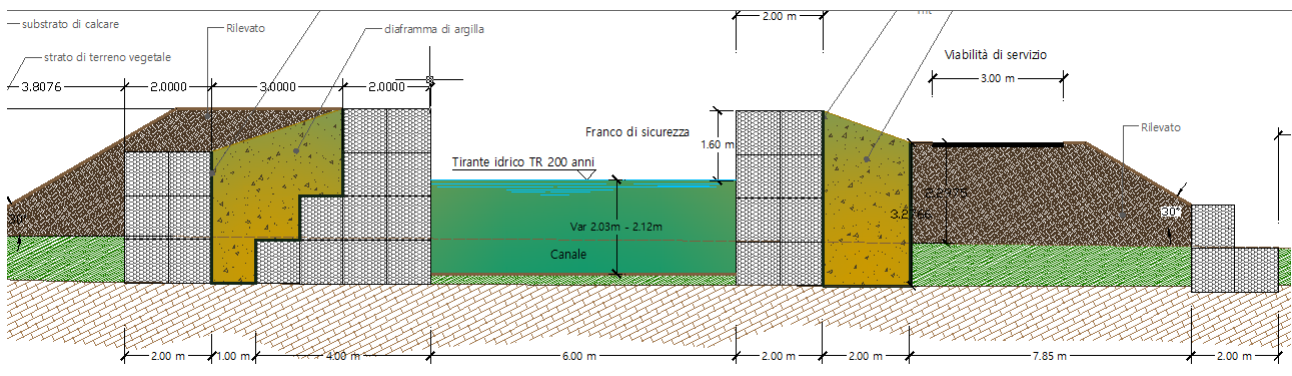 substrato di calcare
Rilevato
diaframma di argilla
2.00 m
strato di terreno vegetale
Viabilità di servizio
3.00 m
3.8076
2.0000
3.0000
2.0000
Franco di sicurezza
1.60 m
Rilevato
Tirante idrico TR 200 anni
Var 2.03m - 2.12m
Canale
30°
2.00 m
1.00 m
4.00 m
6.00 m
2.00 m
2.00 m
7.85 m
2.00 m